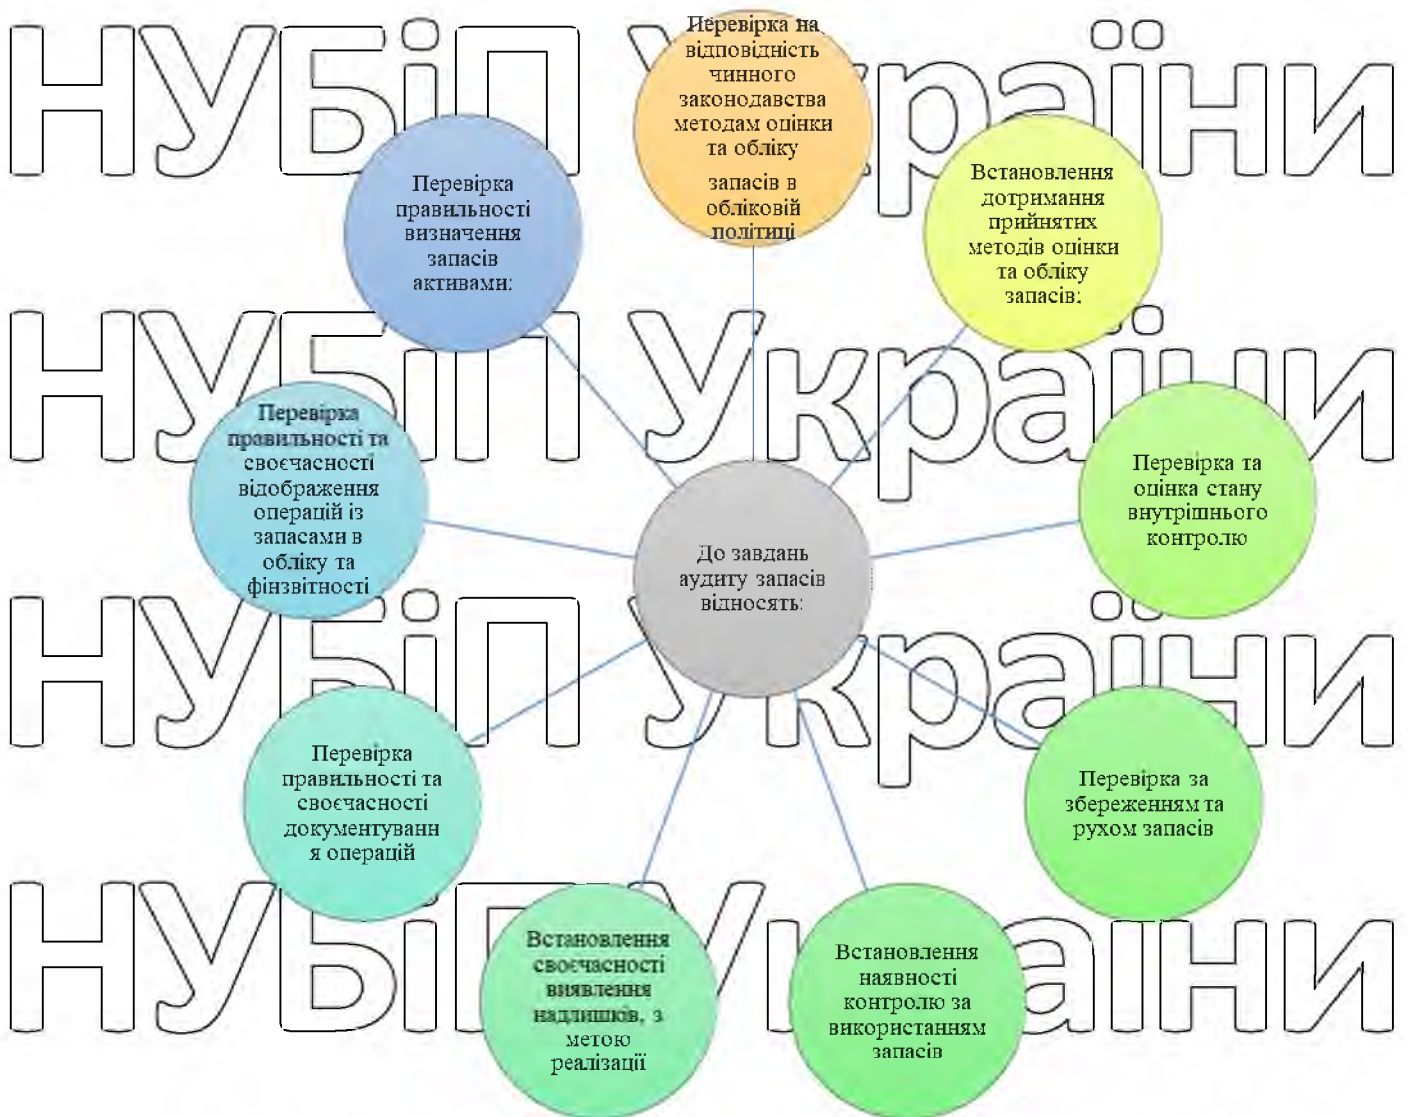 НУБіП України
Перевірка на
відповідність
чинного
законодавства
методам оцінки
та обліку
запасів в
обліковій
політиці
Встановлення
дотримання
прийнятих
методів оцінки
та обліку
запасів;
Перевірка
правильності
визначення
запасів
активами;
НУБіП України
Перевірка
правильності та
своєчасності
відображення
операцій із
запасами в
обліку та
фінзвітності
Перевірка та
оцінка стану
внутрішнього
контролю
До завдань
аудиту запасів
відносять:
НУБіП України
Перевірка
правильності та
своєчасності
документуванн
я операцій
Перевірка за
збереженням та
рухом запасів
НУБіП України
Встановлення
своєчасності
виявлення
надлишків, з
метою
реалізації
Встановлення
наявності
контролю за
використанням
запасів